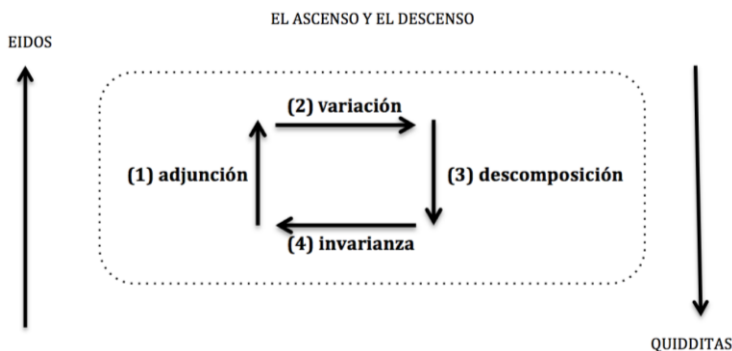 EL ASCENSO Y EL DESCENSO
EIDOS
(2) variación
(1) adjunción
(3) descomposición
(4) invarianza
QUIDDITAS